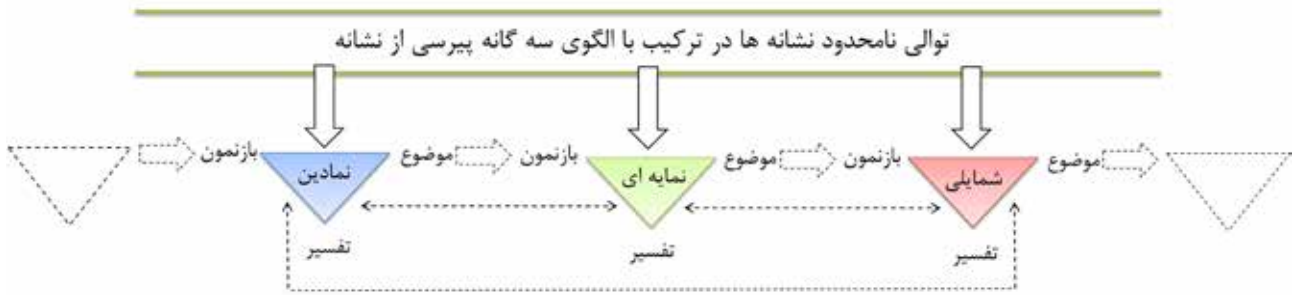 توالی نامحدود نشانه ها در ترکیب با الگوی سه گانه پیرسی از نشانه
موضوع شمایلی بازنمون موضوع نمایه ای بازنمون موضوع نمادین بازنمون
تفسیر تفسیر تفسیر